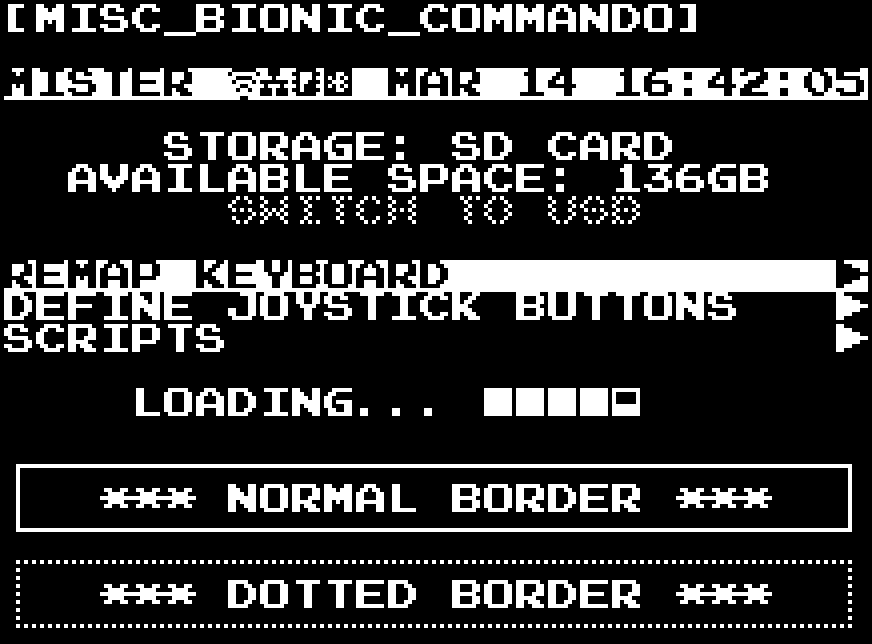 [MISC_BIONIC_COMMANDO]
MISTER MAR 14 16:42:05
STORAGE: SD CARD
AVAILABLE SPACE: 136GB
SWITCH TO USB
REMAP KEYBOARD
DEFINE JOYSTICK BUTTONS
SCRIPTS
LOADING...
*** NORMAL BORDER ***
*** DOTTED BORDER ***